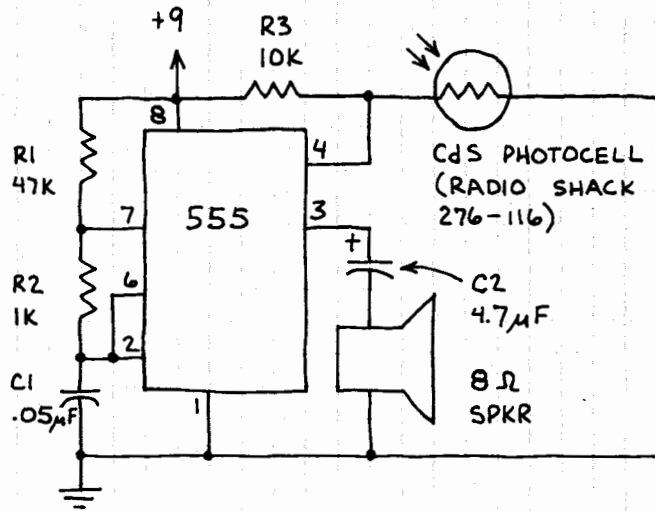 +9
R3
10K
8
4
R1
47K
CdS PHOTOCELL
(RADIO SHACK
276-116)
7
555
3
+
R2
1K
6
C2
4.7µF
2
C1
.05µF
1
8Ω
SPKR